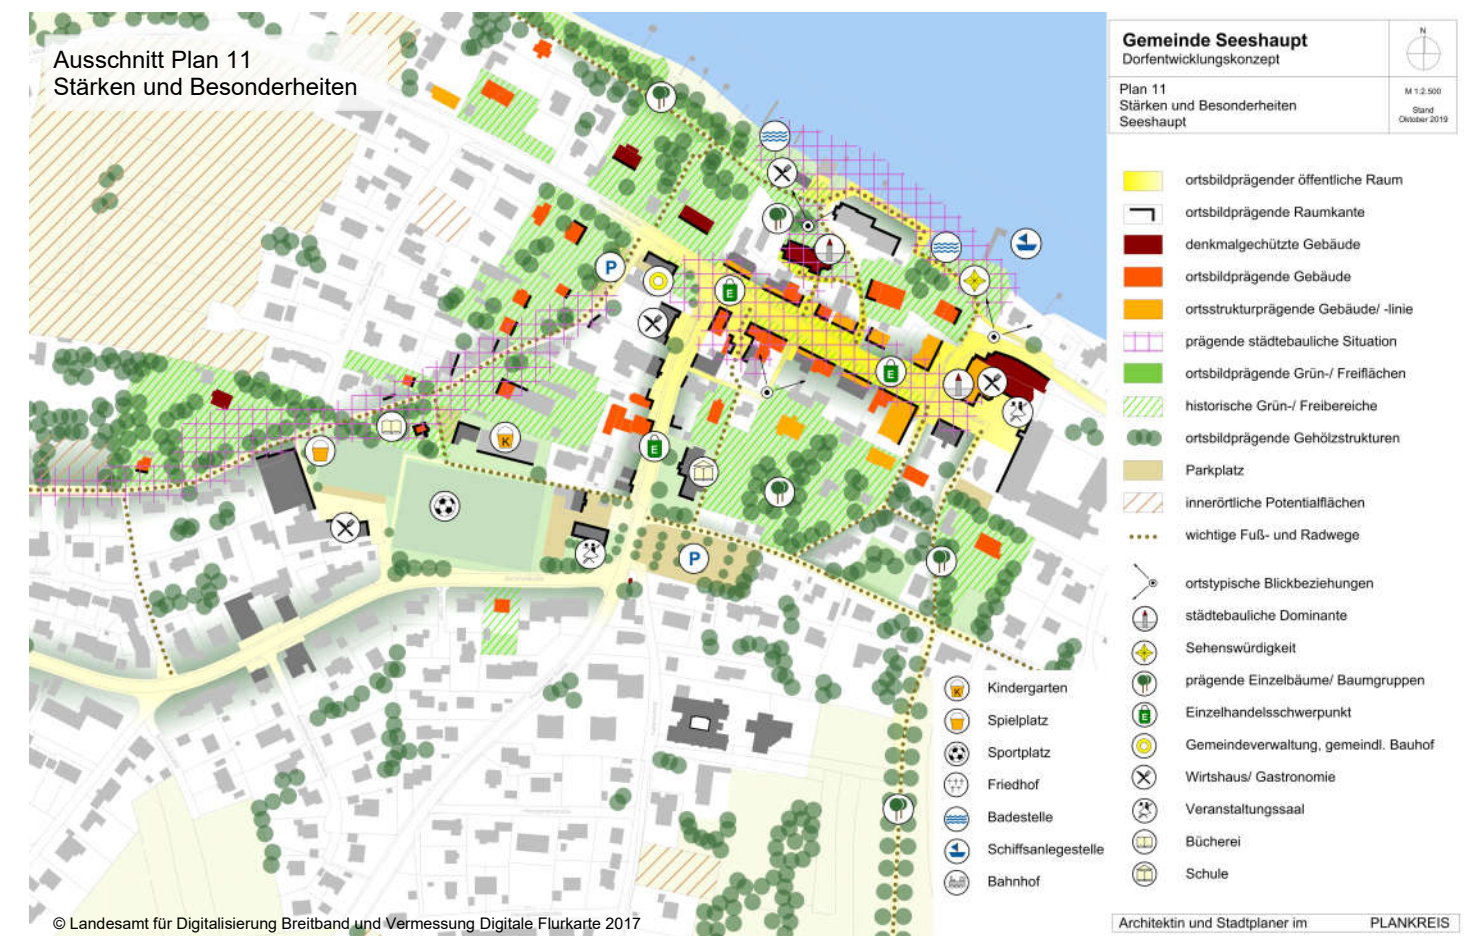 Ausschnitt Plan 11
Stärken und Besonderheiten
Gemeinde Seeshaupt
Dorfentwicklungskonzept
Plan 11
Stärken und Besonderheiten
Seeshaupt
N
M 1:2.500
Stand
Oktober 2019
ortsbildprägender öffentliche Raum
ortsbildprägende Raumkante
denkmalgechützte Gebäude
ortsbildprägende Gebäude
ortsstrukturprägende Gebäude/ -linie
prägende städtebauliche Situation
ortsbildprägende Grün-/ Freiflächen
historische Grün-/ Freibereiche
ortsbildprägende Gehölzstrukturen
Parkplatz
innerörtliche Potentialflächen
wichtige Fuß- und Radwege
ortstypische Blickbeziehungen
städtebauliche Dominante
Sehenswürdigkeit
prägende Einzelbäume/ Baumgruppen
Einzelhandelsschwerpunkt
Gemeindeverwaltung, gemeindl. Bauhof
Wirtshaus/ Gastronomie
Veranstaltungssaal
Bücherei
Schule
Kindergarten
Spielplatz
Sportplatz
Friedhof
Badestelle
Schiffsanlegestelle
Bahnhof
P
E
E
E
K
P
K
E
© Landesamt für Digitalisierung Breitband und Vermessung Digitale Flurkarte 2017
Architektin und Stadtplaner im PLANKREIS